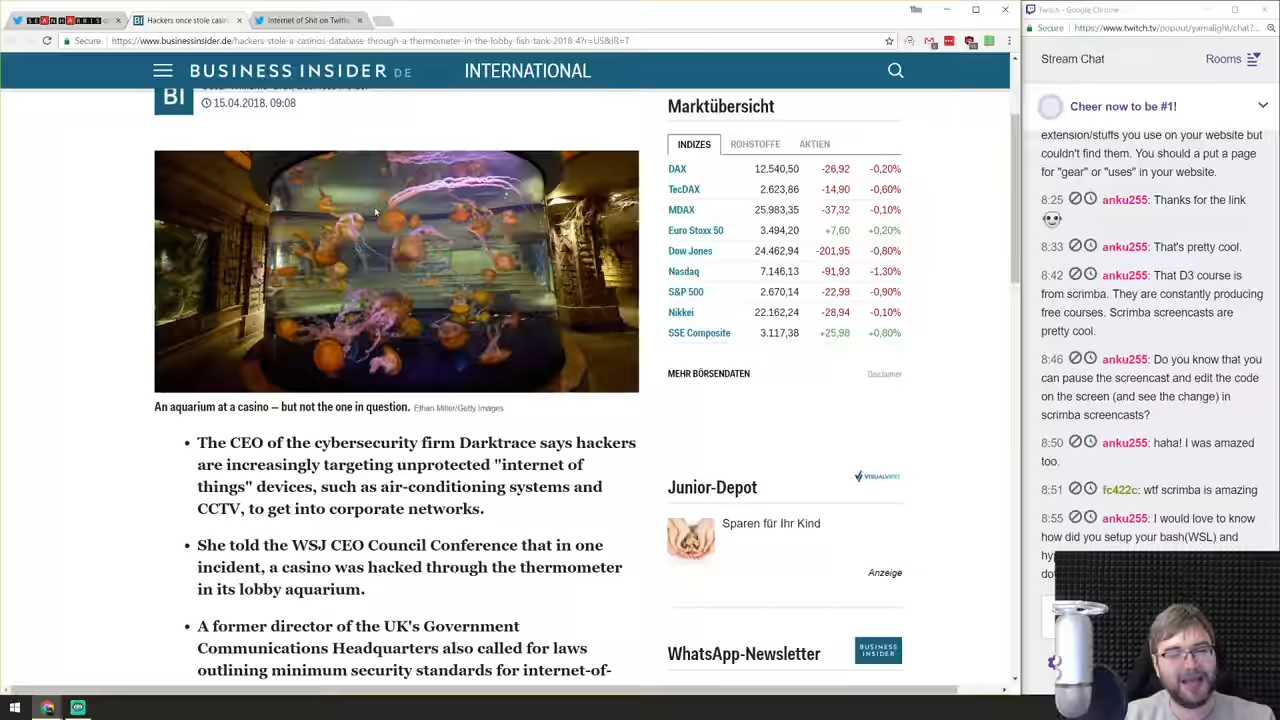 SEANHARRIS
Hackers once stole casin
Internet of Shit on Twitte
Twitch - Google Chrome
Secure
https://www.businessinsider.de/hackers-stole-a-casinos-database-through-a-thermometer-in-the-lobby-fish-tank-2018-4?r=US&IR=T
Secure
https://www.twitch.tv/popout/yamalight/chat?...
BUSINESS INSIDER DE
INTERNATIONAL
BI
15.04.2018, 09:08
An aquarium at a casino — but not the one in question. Ethan Miller/Getty Images
• The CEO of the cybersecurity firm Darktrace says hackers
are increasingly targeting unprotected "internet of
things" devices, such as air-conditioning systems and
CCTV, to get into corporate networks.
• She told the WSJ CEO Council Conference that in one
incident, a casino was hacked through the thermometer
in its lobby aquarium.
• A former director of the UK's Government
Communications Headquarters also called for laws
outlining minimum security standards for internet-of-
Marktübersicht
INDIZES ROHSTOFFE AKTIEN
DAX 12.540,50 -26,92 -0,20%
TecDAX 2.623,86 -14,90 -0,60%
MDAX 25.983,35 -37,32 -0,10%
Euro Stoxx 50 3.494,20 +7,60 +0,20%
Dow Jones 24.462,94 -201,95 -0,80%
Nasdaq 7.146,13 -91,93 -1,30%
S&P 500 2.670,14 -22,99 -0,90%
Nikkei 22.162,24 -28,94 -0,10%
SSE Composite 3.117,38 +25,98 +0,80%
MEHR BÖRSENDATEN
Disclaimer
VISUALVEST
Junior-Depot
Sparen für Ihr Kind
Anzeige
WhatsApp-Newsletter
BUSINESS
INSIDER
Stream Chat
Rooms
Cheer now to be #1!
extension/stuffs you use on your website but
couldn't find them. You should a put a page
for "gear" or "uses" in your website.
8:25 anku255: Thanks for the link
8:33 anku255: That's pretty cool.
8:42 anku255: That D3 course is
from scrimba. They are constantly producing
free courses. Scrimba screencasts are
pretty cool.
8:46 anku255: Do you know that you
can pause the screencast and edit the code
on the screen (and see the change) in
scrimba screencasts?
8:50 anku255: haha! I was amazed
too.
8:51 fc422c: wtf scrimba is amazing
8:55 anku255: I would love to know
how did you setup your bash(WSL) and